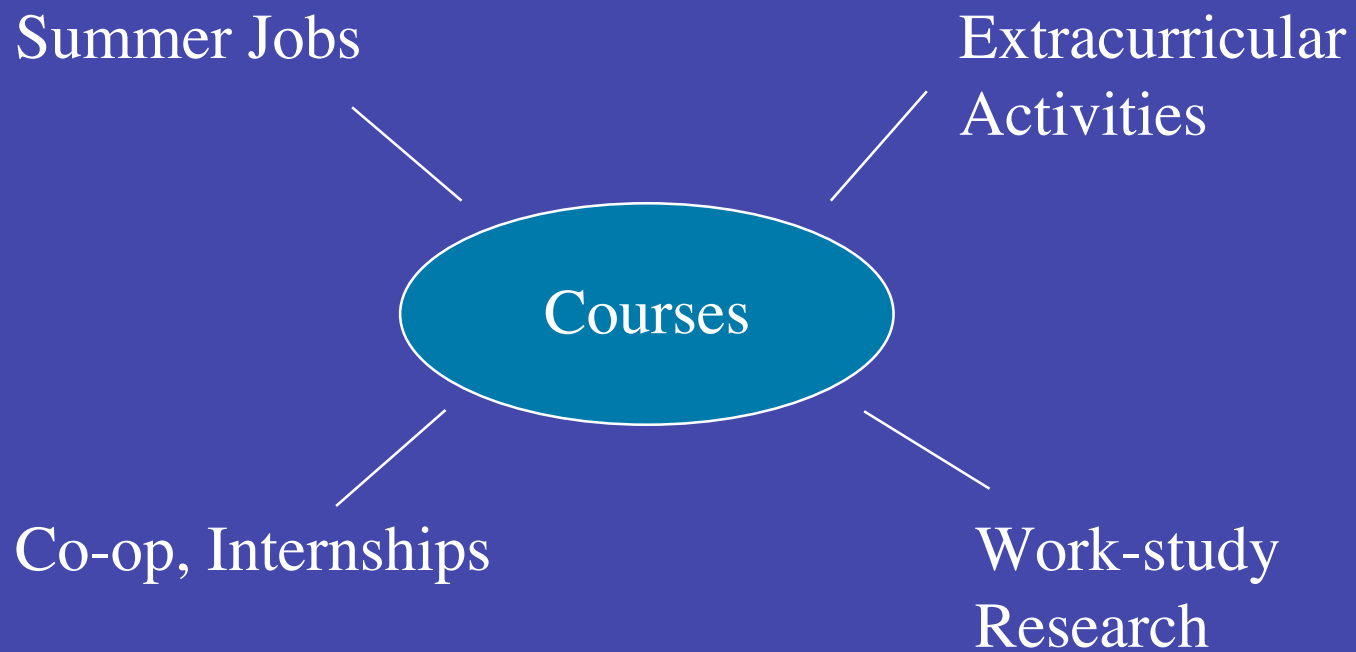 Summer Jobs
Extracurricular
Activities
Courses
Co-op, Internships
Work-study
Research